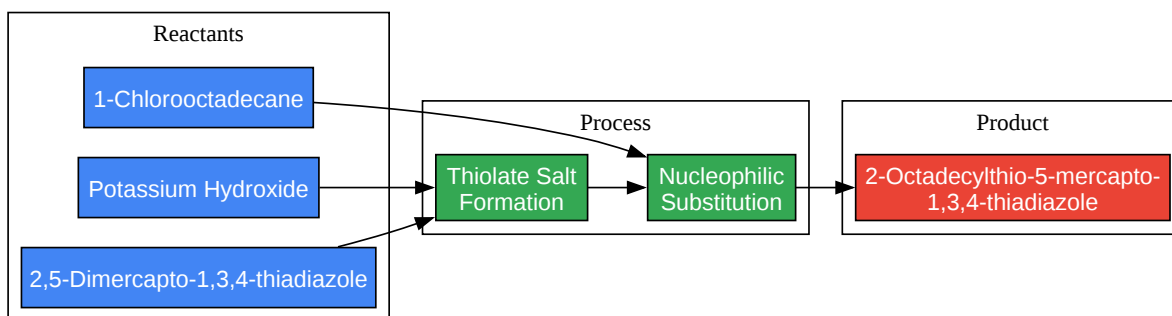 Reactants
1-Chlorooctadecane
Potassium Hydroxide
2,5-Dimercapto-1,3,4-thiadiazole
Process
Thiolate Salt
Formation
Nucleophilic
Substitution
Product
2-Octadecylthio-5-mercapto-
1,3,4-thiadiazole